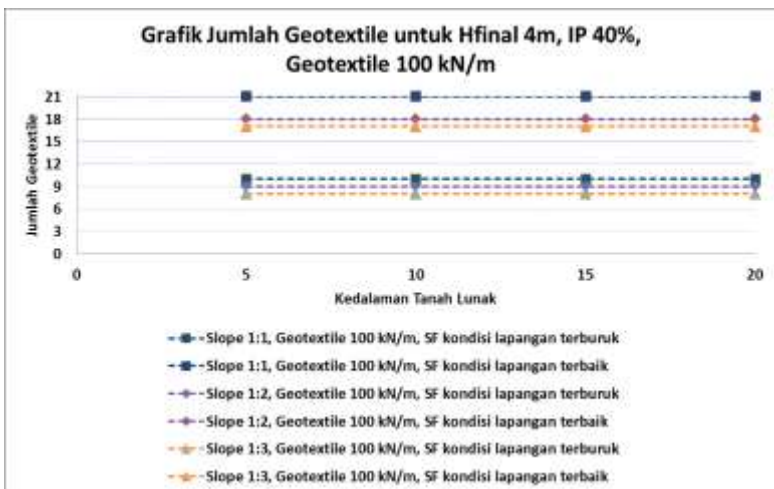 Grafik Jumlah Geotextile untuk Hfinal 4m, IP 40%,
Geotextile 100 kN/m
Jumlah Geotextile
21
18
15
12
9
6
3
0
0 5 10 15 20
Kedalaman Tanah Lunak
Slope 1:1, Geotextile 100 kN/m, SF kondisi lapangan terburuk
Slope 1:1, Geotextile 100 kN/m, SF kondisi lapangan terbaik
Slope 1:2, Geotextile 100 kN/m, SF kondisi lapangan terburuk
Slope 1:2, Geotextile 100 kN/m, SF kondisi lapangan terbaik
Slope 1:3, Geotextile 100 kN/m, SF kondisi lapangan terburuk
Slope 1:3, Geotextile 100 kN/m, SF kondisi lapangan terbaik